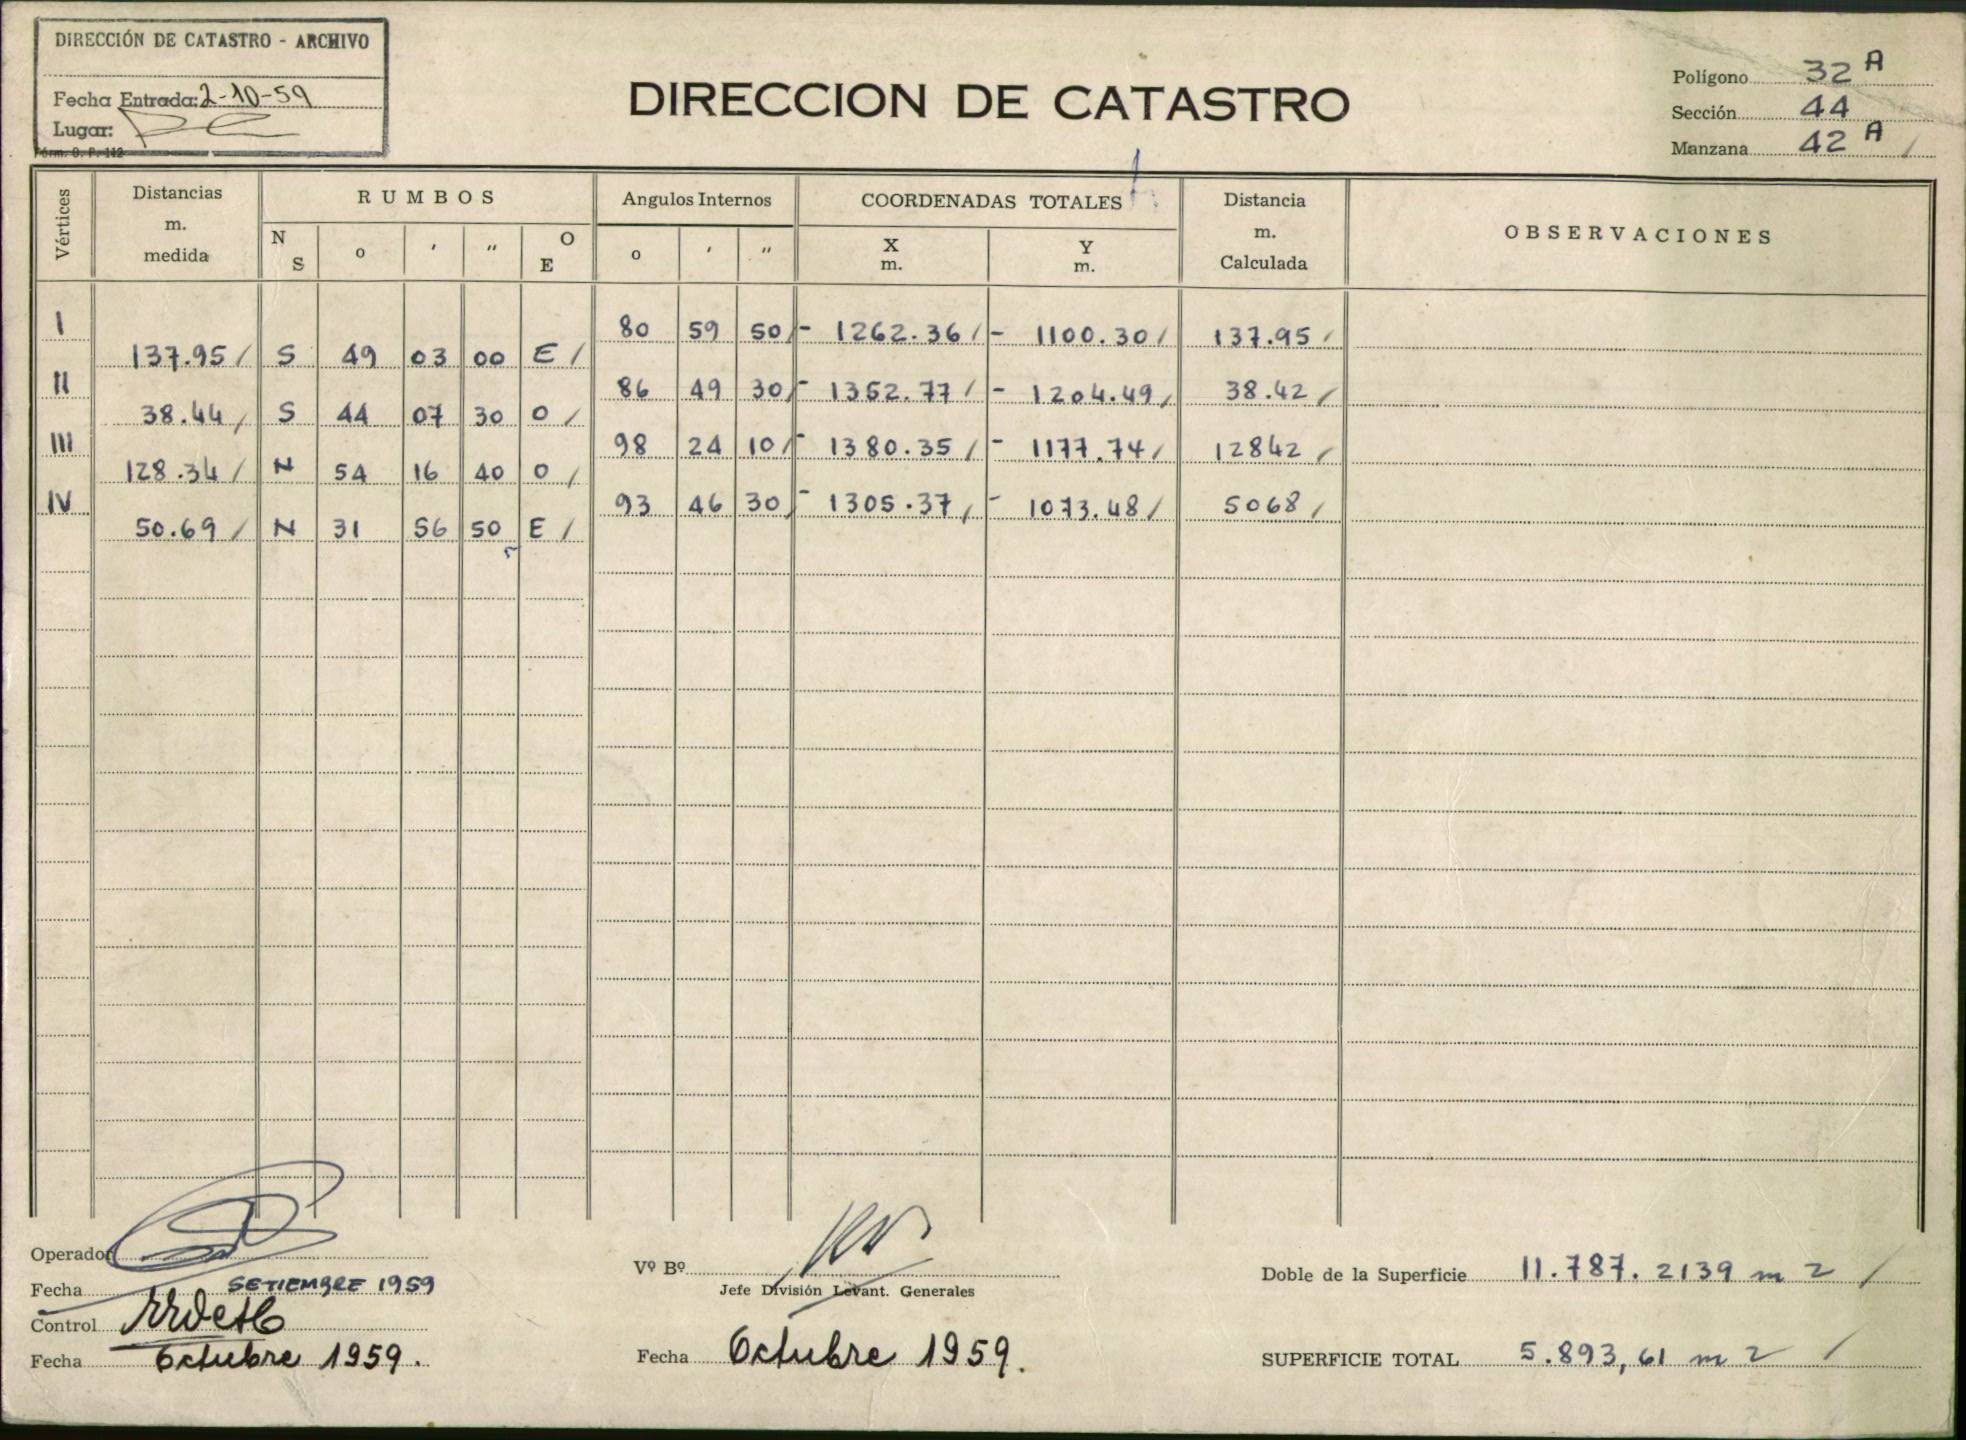 DIRECCIÓN DE CATASTRO - ARCHIVO
Fecha Entrada: 2-10-59
Lugar:
Fórm. O. P. 112
DIRECCION DE CATASTRO
Polígono 32 A
Sección 44
Manzana 42 A /
Vértices
Distancias m. medida
RUMBOS
N S o ′ ″ O E
Angulos Internos
o ′ ″
COORDENADAS TOTALES
X m. Y m.
Distancia m. Calculada
OBSERVACIONES
I 80 59 50 / - 1262.36 / - 1100.30 / 137.95 /
137.95 / S 49 03 00 E /
II 86 49 30 / - 1352.77 / - 1204.49 / 38.42 /
38.44 / S 44 07 30 O /
III 98 24 10 / - 1380.35 / - 1177.74 / 12842 /
128.34 / N 54 16 40 O /
IV 93 46 30 / - 1305.37 / - 1073.48 / 5068 /
50.69 / N 31 56 50 E /
Operador
Fecha SETIEMBRE 1959
Control
Fecha Octubre 1959.
Vº Bº
Jefe División Levant. Generales
Fecha Octubre 1959.
Doble de la Superficie 11.787.2139 m 2 /
SUPERFICIE TOTAL 5.893,61 m 2 /